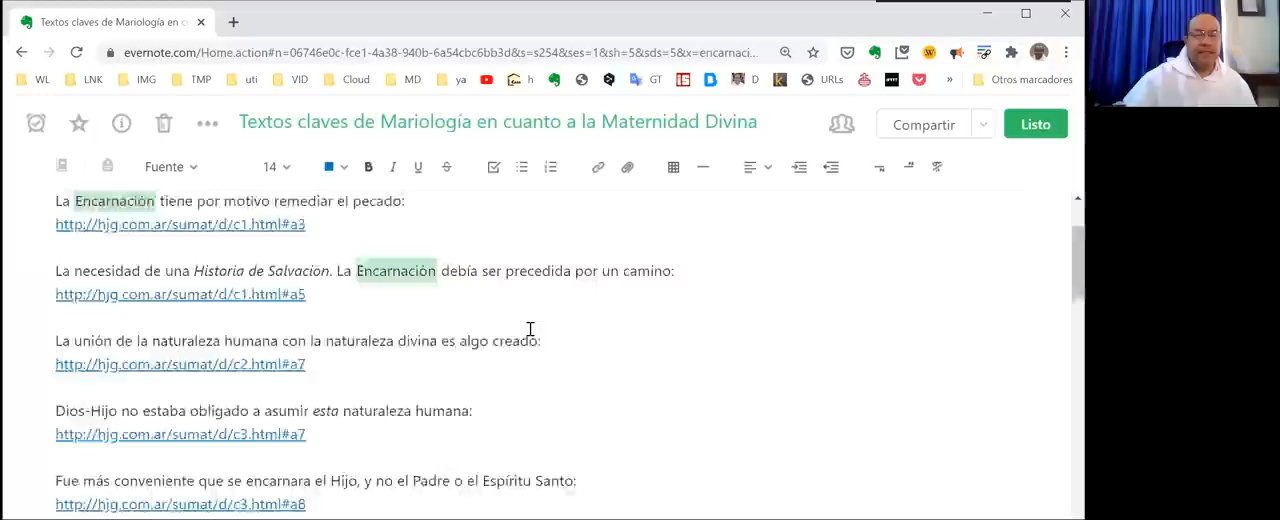 Textos claves de Mariología en cu
evernote.com/Home.action#n=06746e0c-fce1-4a38-940b-6a54cbc6bb3d&s=s254&ses=1&sh=5&sds=5&x=encarnaci...
WL LNK IMG TMP uti VID Cloud MD ya h GT D URLs » Otros marcadores
Textos claves de Mariología en cuanto a la Maternidad Divina
Compartir
Listo
Fuente 14 B I U
La Encarnación tiene por motivo remediar el pecado:
http://hjg.com.ar/sumat/d/c1.html#a3
La necesidad de una Historia de Salvación. La Encarnación debía ser precedida por un camino:
http://hjg.com.ar/sumat/d/c1.html#a5
La unión de la naturaleza humana con la naturaleza divina es algo creado:
http://hjg.com.ar/sumat/d/c2.html#a7
Dios-Hijo no estaba obligado a asumir esta naturaleza humana:
http://hjg.com.ar/sumat/d/c3.html#a7
Fue más conveniente que se encarnara el Hijo, y no el Padre o el Espíritu Santo:
http://hjg.com.ar/sumat/d/c3.html#a8